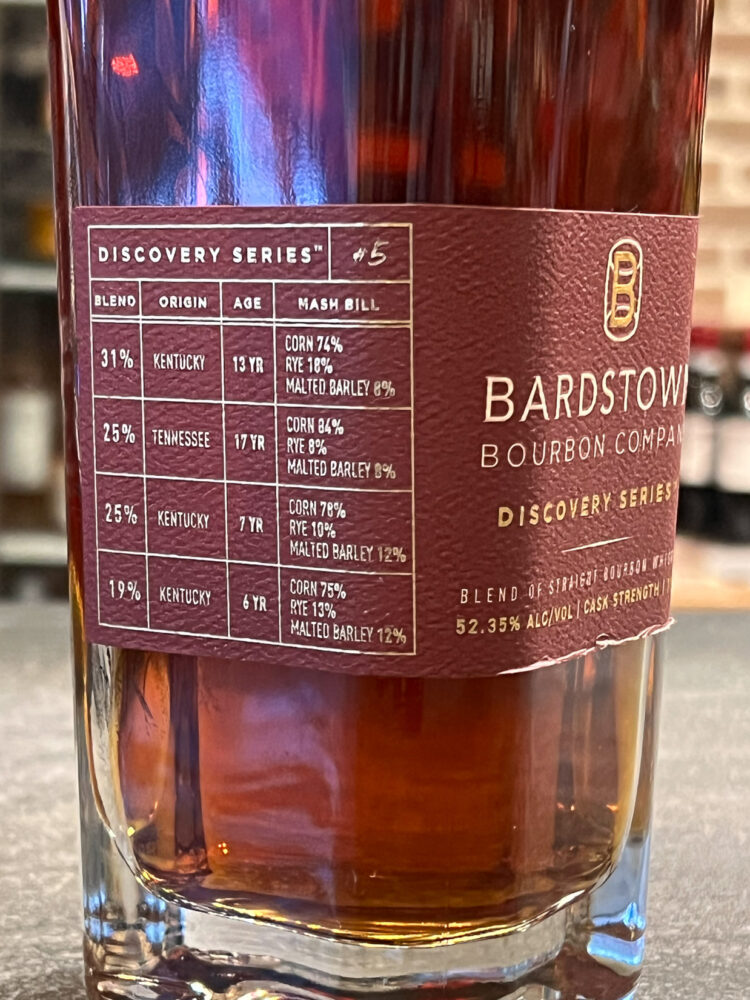 DISCOVERY SERIES™ #5
BLEND ORIGIN AGE MASH BILL
31% KENTUCKY 13 YR CORN 74%
RYE 18%
MALTED BARLEY 8%
25% TENNESSEE 17 YR CORN 84%
RYE 8%
MALTED BARLEY 8%
25% KENTUCKY 7 YR CORN 78%
RYE 10%
MALTED BARLEY 12%
19% KENTUCKY 6 YR CORN 75%
RYE 13%
MALTED BARLEY 12%
B
BARDSTOWN
BOURBON COMPAN
DISCOVERY SERIES™
BLEND OF STRAIGHT BOURBON WHI
52.35% ALC/VOL | CASK STRENGTH |